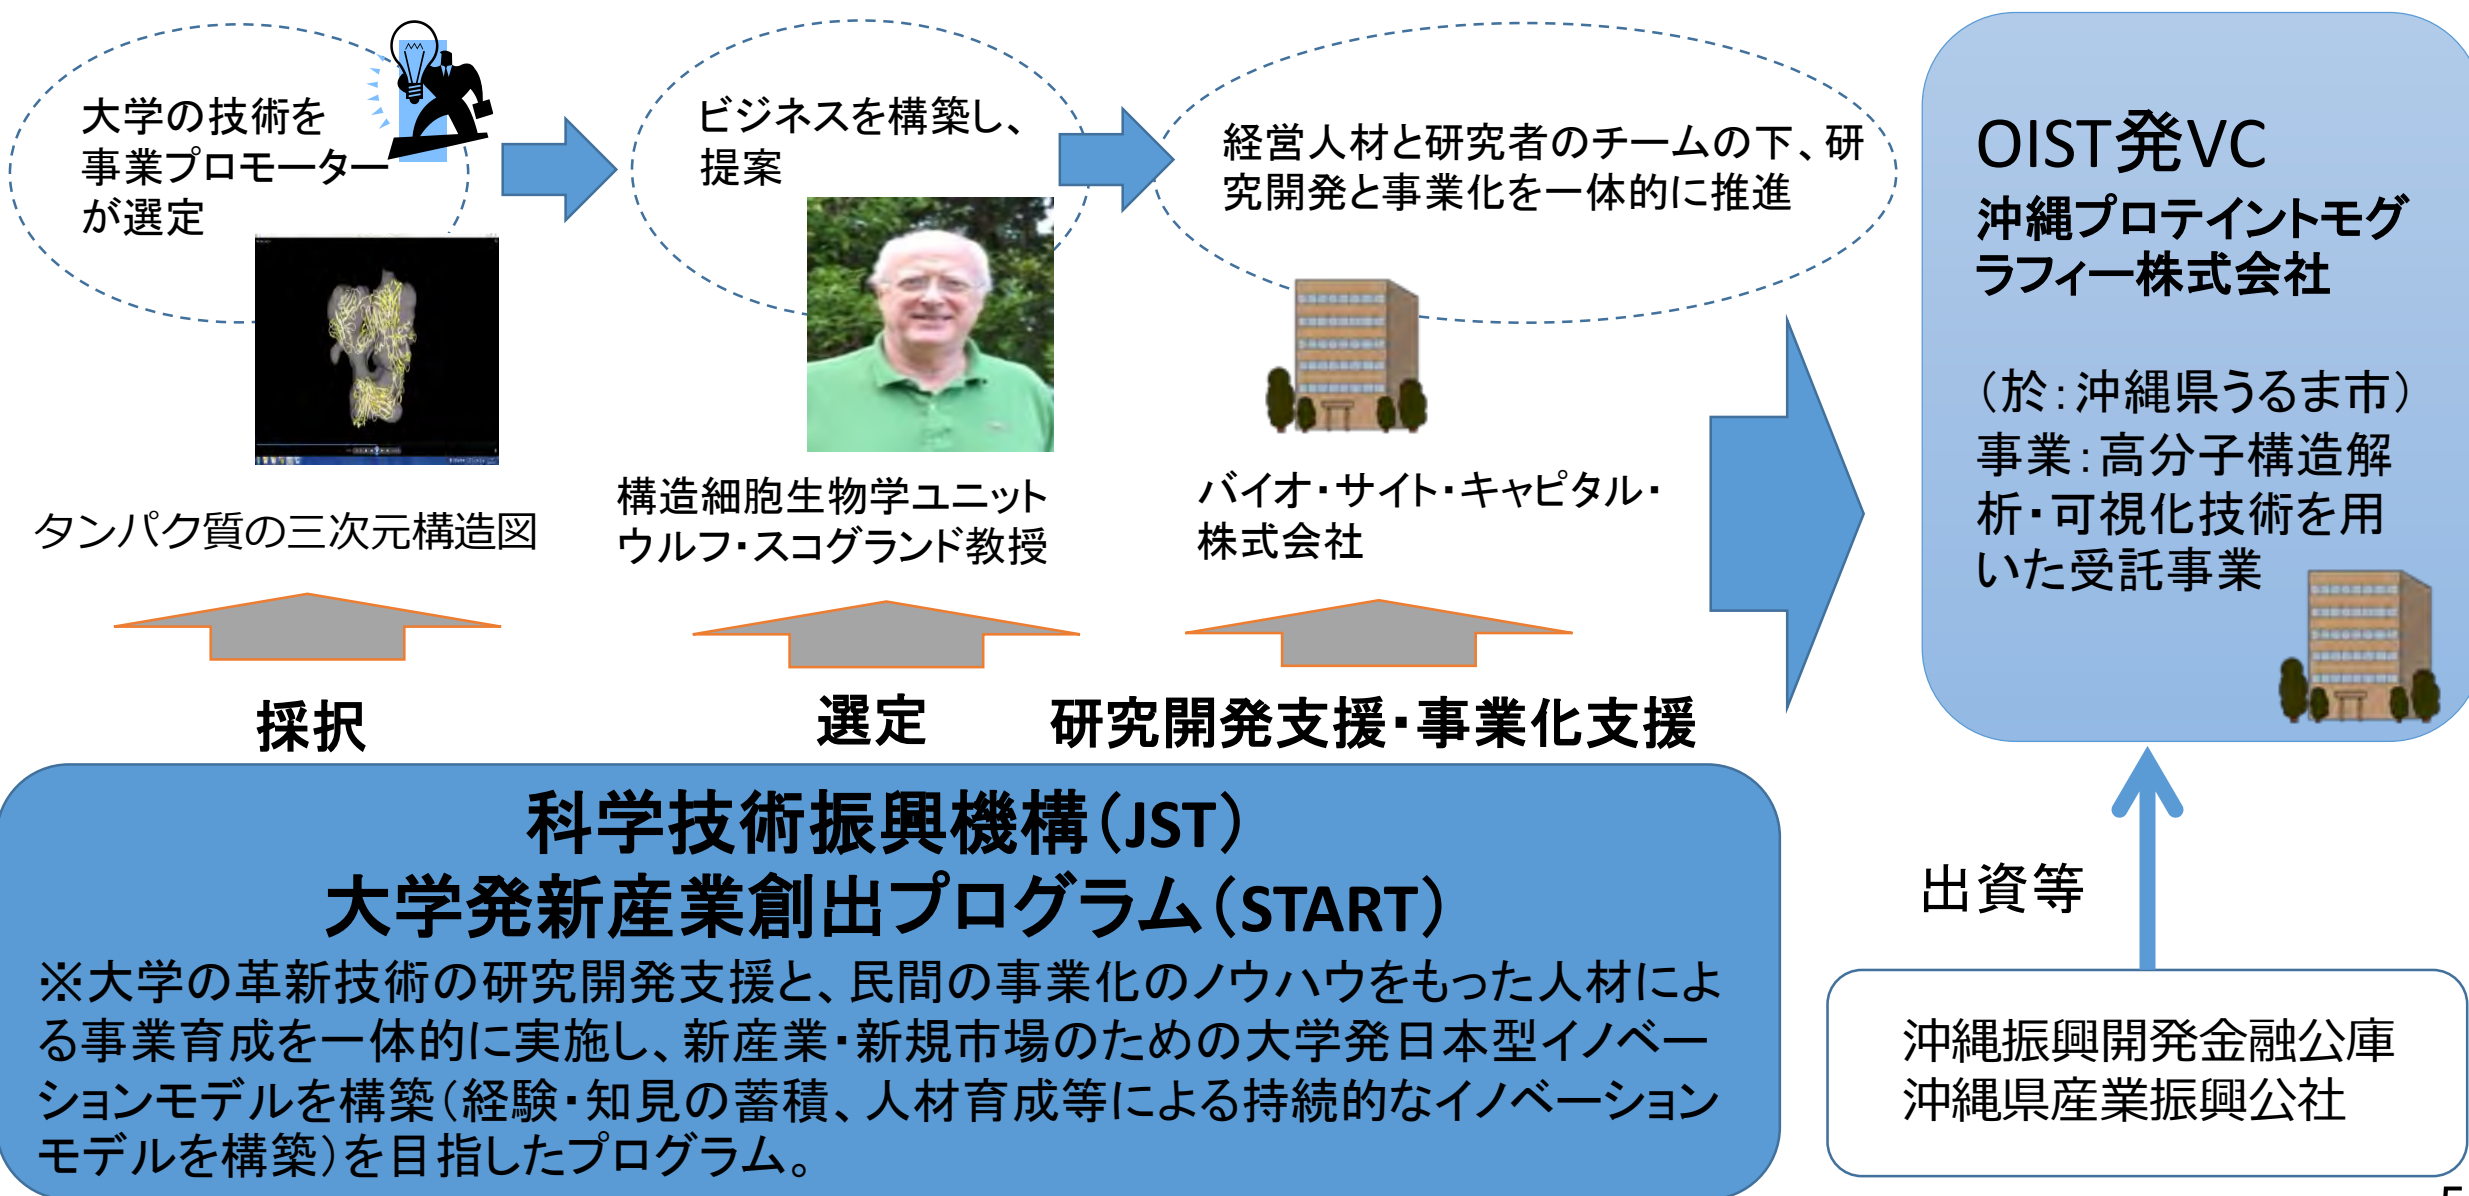 大学の技術を
事業プロモーター
が選定
タンパク質の三次元構造図
ビジネスを構築し、
提案
構造細胞生物学ユニット
ウルフ・スコグランド教授
経営人材と研究者のチームの下、研
究開発と事業化を一体的に推進
バイオ・サイト・キャピタル・
株式会社
OIST発VC
沖縄プロテイントモグ
ラフィー株式会社
（於：沖縄県うるま市）
事業：高分子構造解
析・可視化技術を用
いた受託事業
採択
選定
研究開発支援・事業化支援
科学技術振興機構（JST）
大学発新産業創出プログラム（START）
※大学の革新技術の研究開発支援と、民間の事業化のノウハウをもった人材によ
る事業育成を一体的に実施し、新産業・新規市場のための大学発日本型イノベー
ションモデルを構築（経験・知見の蓄積、人材育成等による持続的なイノベーション
モデルを構築）を目指したプログラム。
出資等
沖縄振興開発金融公庫
沖縄県産業振興公社